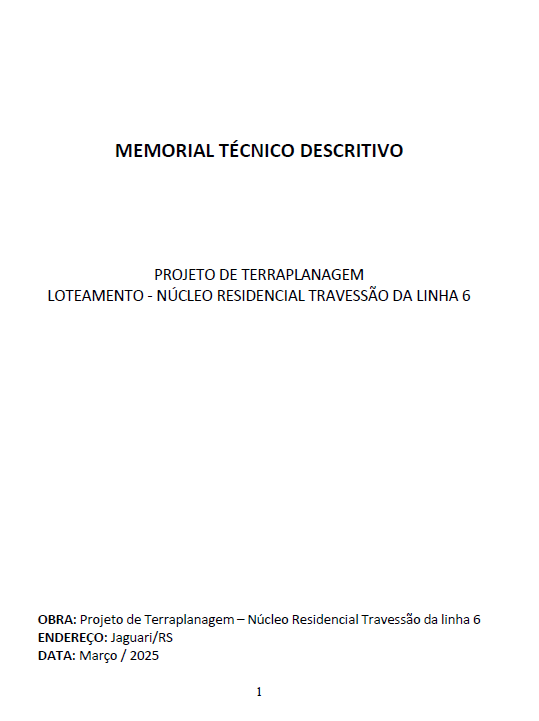 MEMORIAL TÉCNICO DESCRITIVO
PROJETO DE TERRAPLANAGEM
LOTEAMENTO - NÚCLEO RESIDENCIAL TRAVESSÃO DA LINHA 6
OBRA: Projeto de Terraplanagem – Núcleo Residencial Travessão da linha 6
ENDEREÇO: Jaguari/RS
DATA: Março / 2025
1